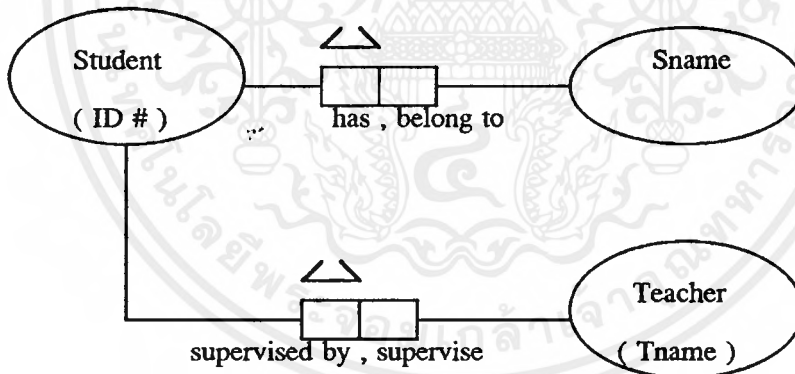 Student
( ID # )
Sname
has , belong to
Teacher
( Tname )
supervised by , supervise